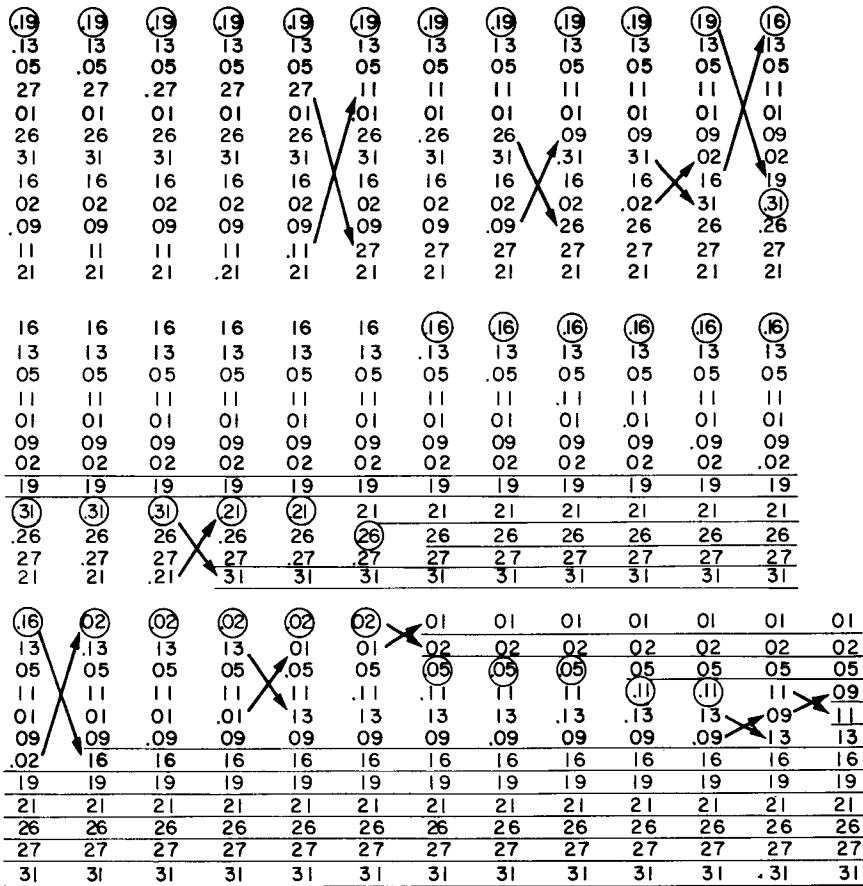 .19 .19 .19 .19 .19 19 .19 .19 .19 .19 19 16
.13 13 13 13 13 13 13 13 13 13 13 13
05 .05 05 05 05 05 05 05 05 05 05 05
27 27 .27 27 27 11 11 11 11 11 11 11
01 01 01 01 01 .01 01 01 01 01 01 01
26 26 26 26 26 26 .26 26 09 09 09 09
31 31 31 31 31 31 31 31 .31 31 02 02
16 16 16 16 16 16 16 16 16 16 16 19
02 02 02 02 02 02 02 02 02 .02 31 .31
.09 09 09 09 09 09 09 .09 26 26 26 .26
11 11 11 11 .11 27 27 27 27 27 27 27
21 21 21 .21 21 21 21 21 21 21 21 21
16 16 16 16 16 16 .16 .16 .16 .16 .16 .16
13 13 13 13 13 13 .13 13 13 13 13 13
05 05 05 05 05 05 05 .05 05 05 05 05
11 11 11 11 11 11 11 11 .11 11 11 11
01 01 01 01 01 01 01 01 01 .01 01 01
09 09 09 09 09 09 09 09 09 09 .09 09
02 02 02 02 02 02 02 02 02 02 02 .02
19 19 19 19 19 19 19 19 19 19 19 19
.31 .31 .31 .21 .21 21 21 21 21 21 21 21
.26 26 26 .26 26 26 26 26 26 26 26 26
27 .27 27 27 .27 .27 27 27 27 27 27 27
21 21 .21 31 31 31 31 31 31 31 31 31
.16 .02 .02 .02 .02 02 01 01 01 01 01 01 01
13 .13 13 13 01 01 02 02 02 02 02 02 02
05 05 05 05 .05 05 .05 .05 .05 05 05 05 05
11 11 11 11 11 .11 .11 11 11 .11 .11 11 09
01 01 01 .01 13 13 13 13 .13 .13 13 09 11
09 09 .09 09 09 09 09 .09 09 09 .09 13 13
.02 16 16 16 16 16 16 16 16 16 16 16 16
19 19 19 19 19 19 19 19 19 19 19 19 19
21 21 21 21 21 21 21 21 21 21 21 21 21
26 26 26 26 26 26 26 26 26 26 26 26 26
27 27 27 27 27 27 27 27 27 27 27 27 27
31 31 31 31 31 31 31 31 31 31 31 .31 31